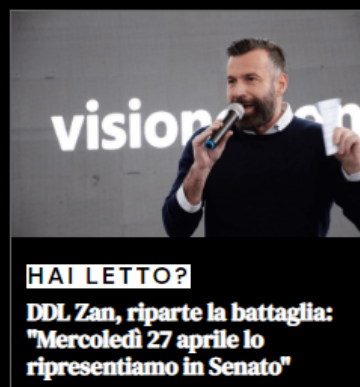 vision
HAI LETTO?
DDL Zan, riparte la battaglia:
"Mercoledì 27 aprile lo
ripresentiamo in Senato"